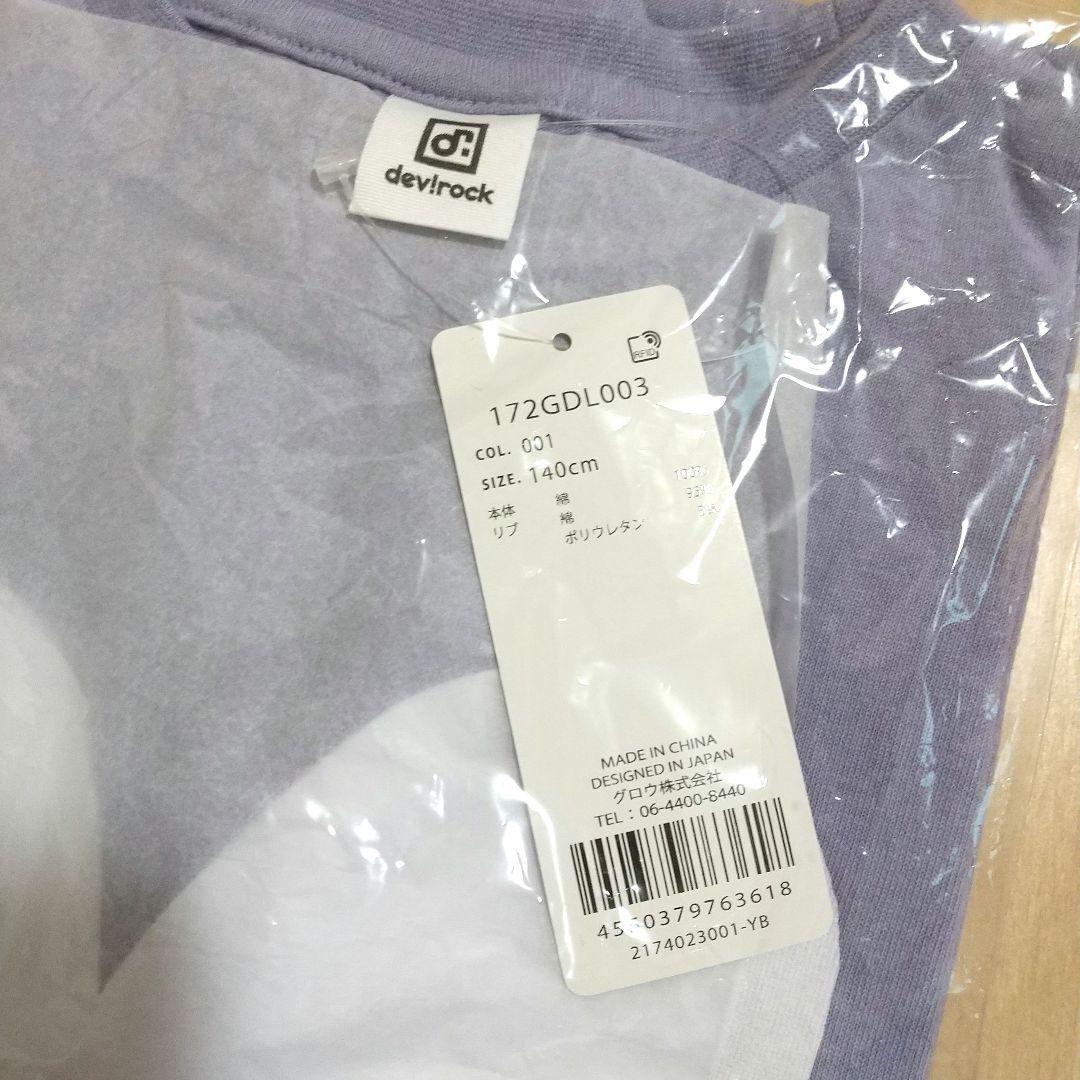 dev!rock
RFID
172GDL003
COL. 001
SIZE. 140cm
本体 綿 100%
リブ 綿
ポリウレタン
MADE IN CHINA
DESIGNED IN JAPAN
グロウ株式会社
TEL：06-4400-8440
4550379763618
2174023001-YB